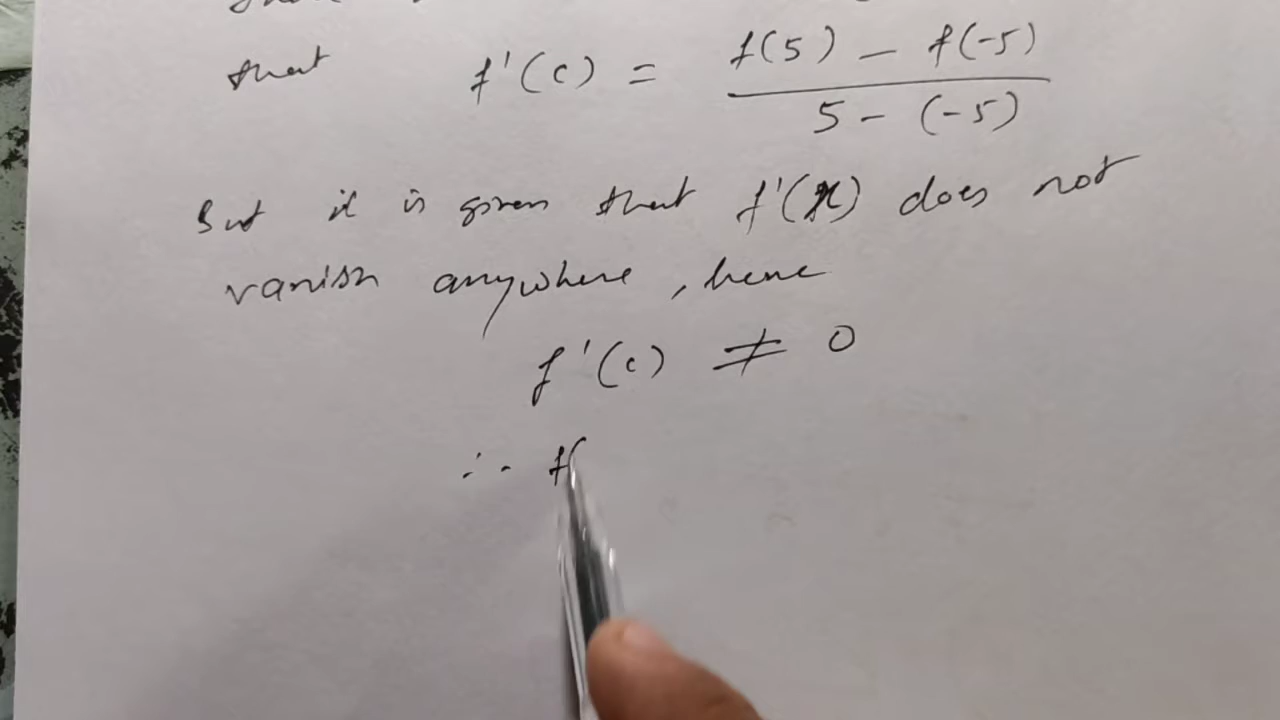 that f'(c) = f(5) - f(-5) / 5 - (-5)
But it is given that f'(x) does not
vanish anywhere, hence
f'(c) ≠ 0
∴ f(